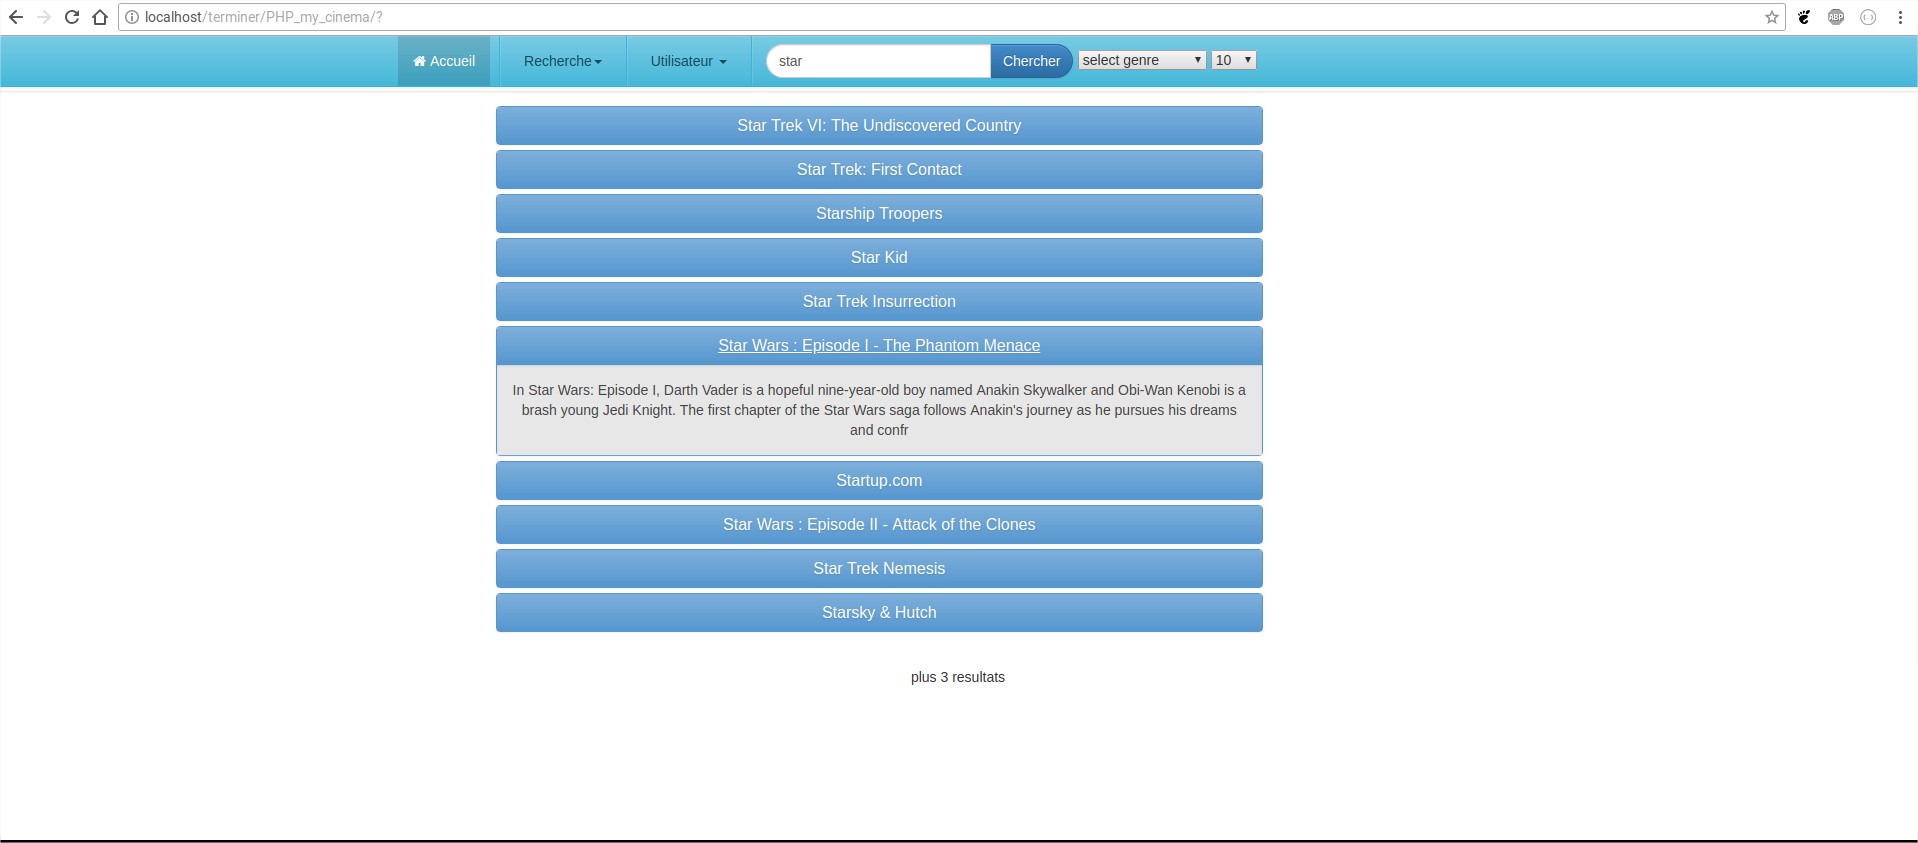 localhost/terminer/PHP_my_cinema/?
ABP
Accueil
Recherche
Utilisateur
star
Chercher
select genre
10
Star Trek VI: The Undiscovered Country
Star Trek: First Contact
Starship Troopers
Star Kid
Star Trek Insurrection
Star Wars : Episode I - The Phantom Menace
In Star Wars: Episode I, Darth Vader is a hopeful nine-year-old boy named Anakin Skywalker and Obi-Wan Kenobi is a
brash young Jedi Knight. The first chapter of the Star Wars saga follows Anakin's journey as he pursues his dreams
and confr
Startup.com
Star Wars : Episode II - Attack of the Clones
Star Trek Nemesis
Starsky & Hutch
plus 3 resultats